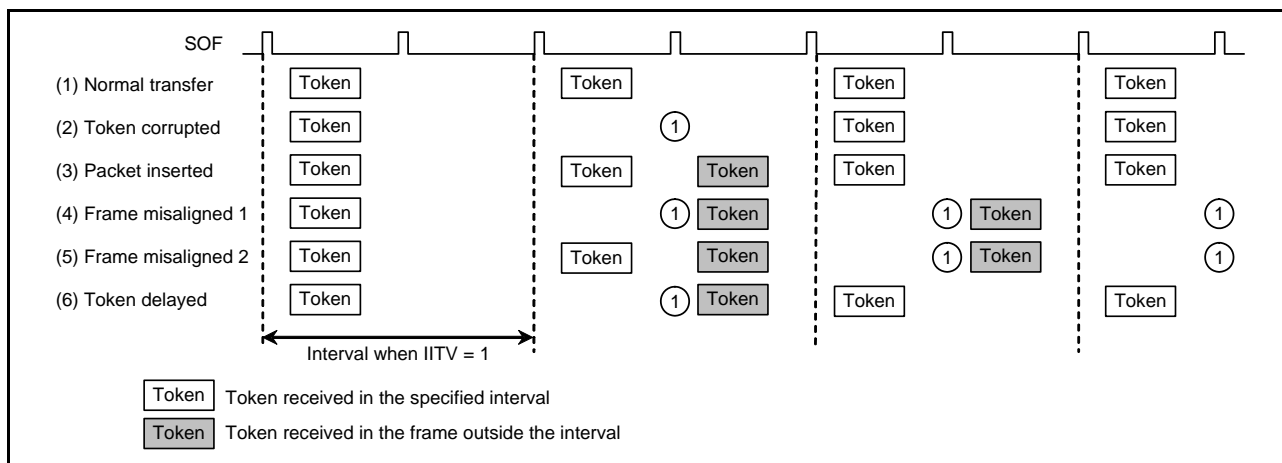 SOF
(1) Normal transfer Token Token Token Token
(2) Token corrupted Token 1 Token Token
(3) Packet inserted Token Token Token Token Token
(4) Frame misaligned 1 Token 1 Token 1 Token 1
(5) Frame misaligned 2 Token Token Token 1 Token 1
(6) Token delayed Token 1 Token Token Token
Interval when IITV = 1
Token Token received in the specified interval
Token Token received in the frame outside the interval